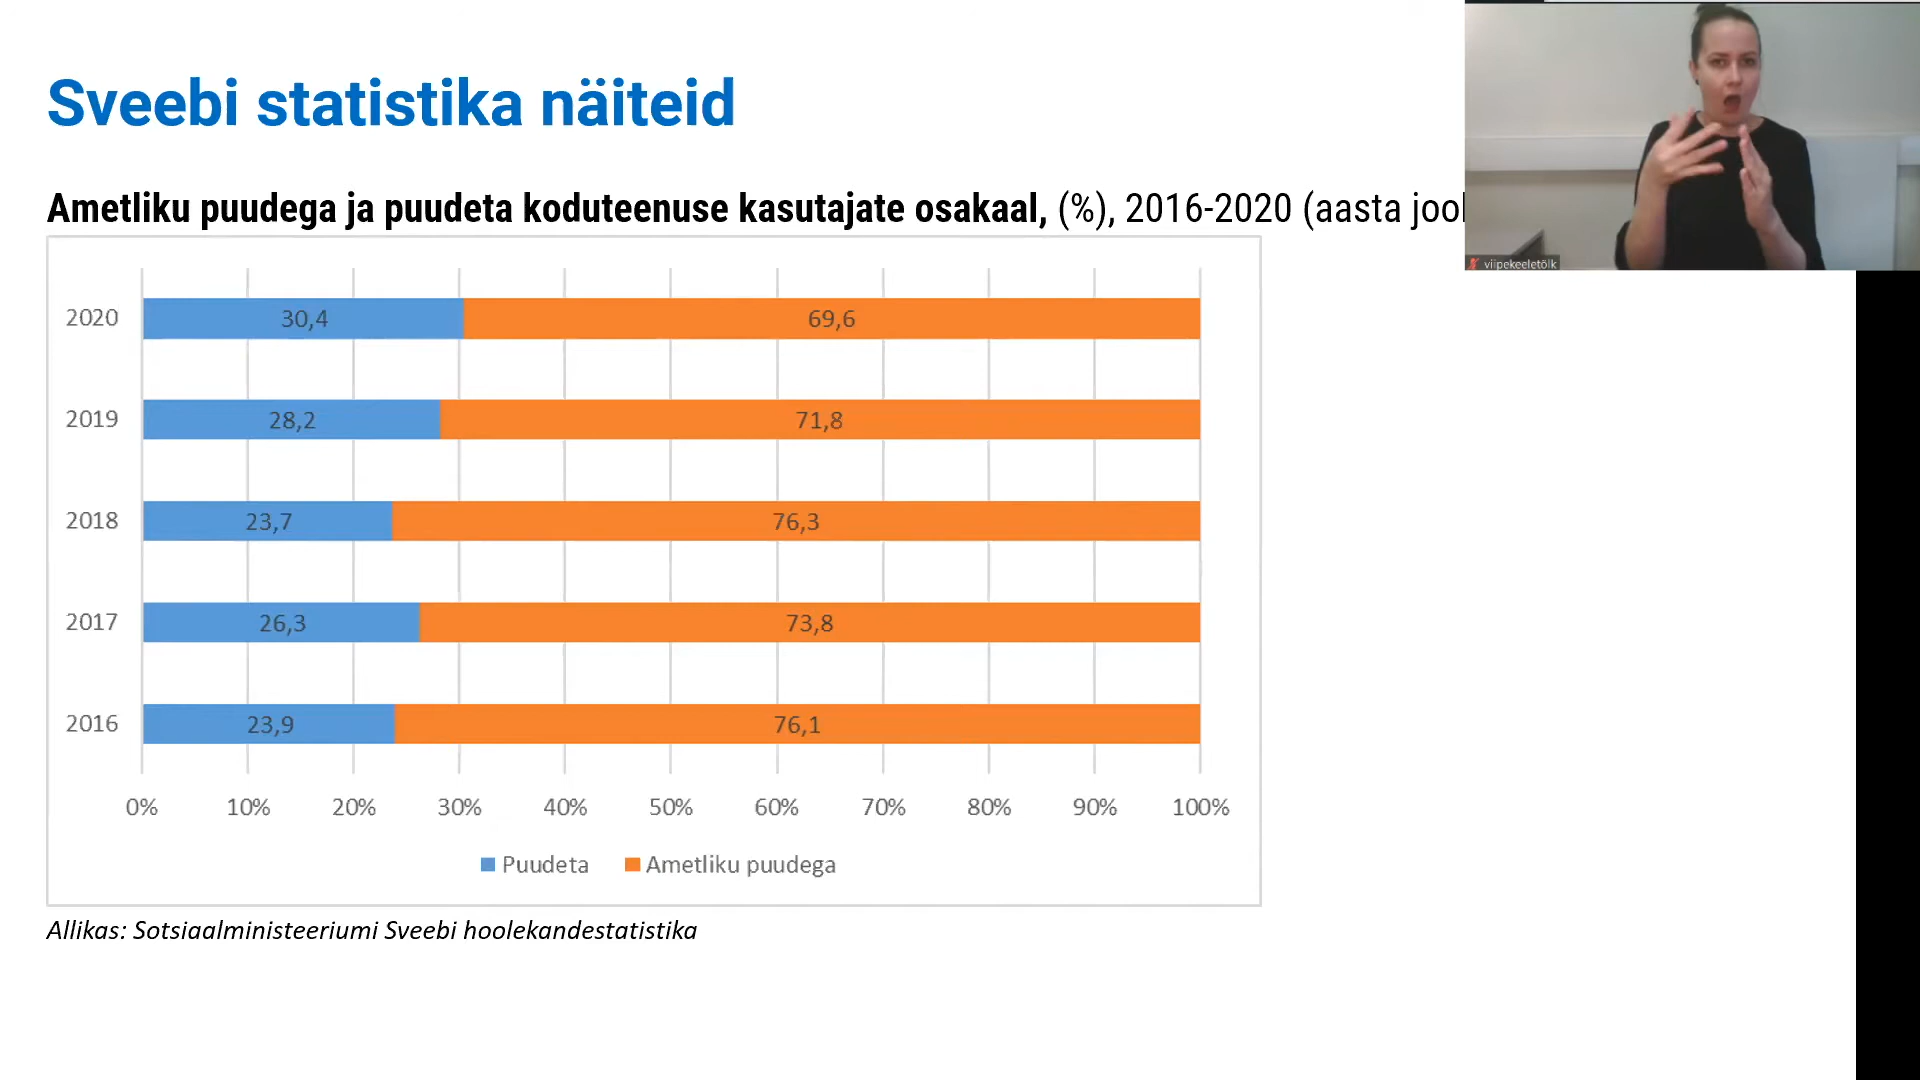 Sveebi statistika näiteid
Ametliku puudega ja puudeta koduteenuse kasutajate osakaal, (%), 2016-2020 (aasta
viipekeeletõlk
2020 30,4 69,6
2019 28,2 71,8
2018 23,7 76,3
2017 26,3 73,8
2016 23,9 76,1
0% 10% 20% 30% 40% 50% 60% 70% 80% 90% 100%
Puudeta Ametliku puudega
Allikas: Sotsiaalministeeriumi Sveebi hoolekandestatistika